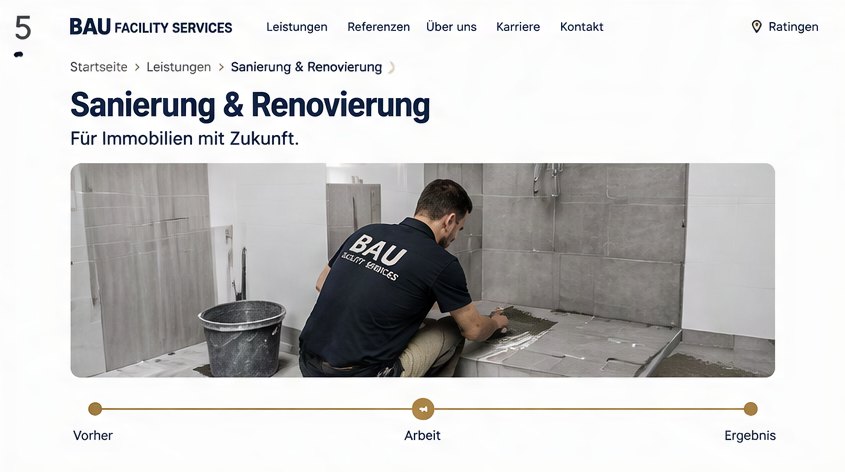 5
BAU FACILITY SERVICES Leistungen Referenzen Über uns Karriere Kontakt Ratingen
Startseite > Leistungen > Sanierung & Renovierung
Sanierung & Renovierung
Für Immobilien mit Zukunft.
BAU
SERVICES
Vorher Arbeit Ergebnis